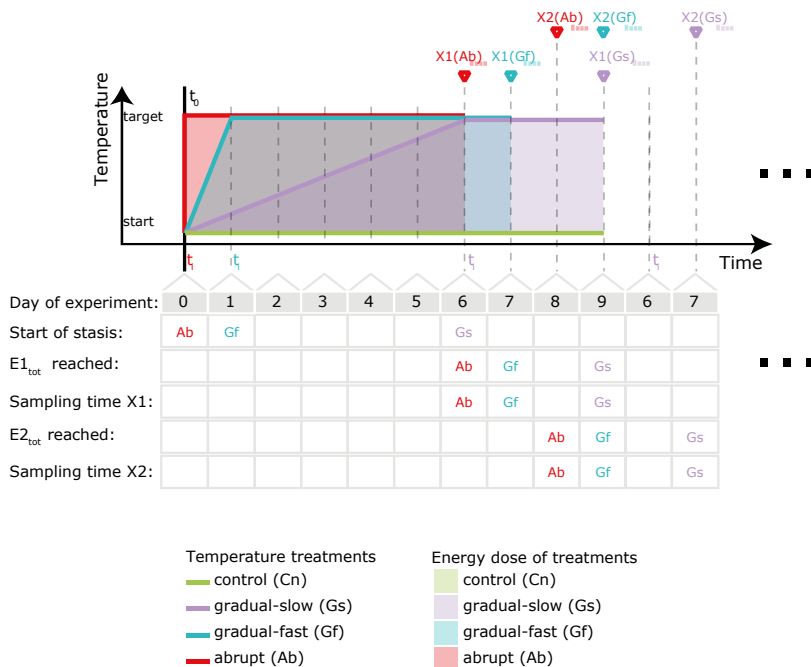 X2(Ab) X2(Gf) X2(Gs)
X1(Ab) X1(Gf) X1(Gs)
Temperature
target
start
t0
Time
ti ti ti ti
Day of experiment: 0 1 2 3 4 5 6 7 8 9 6 7
Start of stasis: Ab Gf Gs
E1tot reached: Ab Gf Gs
Sampling time X1: Ab Gf Gs
E2tot reached: Ab Gf Gs
Sampling time X2: Ab Gf Gs
Temperature treatments
control (Cn)
gradual-slow (Gs)
gradual-fast (Gf)
abrupt (Ab)
Energy dose of treatments
control (Cn)
gradual-slow (Gs)
gradual-fast (Gf)
abrupt (Ab)